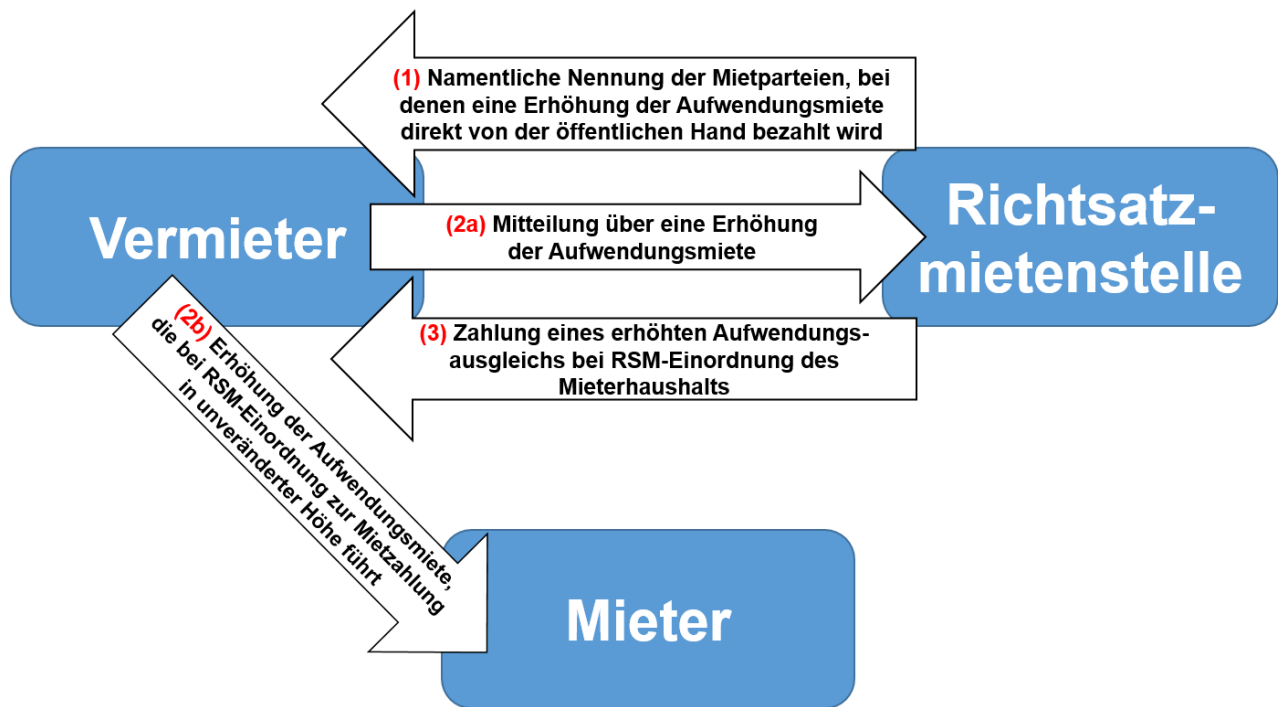 (1) Namentliche Nennung der Mietparteien, bei
denen eine Erhöhung der Aufwendungsmiete
direkt von der öffentlichen Hand bezahlt wird
Vermieter
(2a) Mitteilung über eine Erhöhung
der Aufwendungsmiete
Richtsatz-
mietenstelle
(3) Zahlung eines erhöhten Aufwendungs-
ausgleichs bei RSM-Einordnung des
Mieterhaushalts
(2b) Erhöhung der Aufwendungsmiete,
die bei RSM-Einordnung zur Mietzahlung
in unveränderter Höhe führt
Mieter